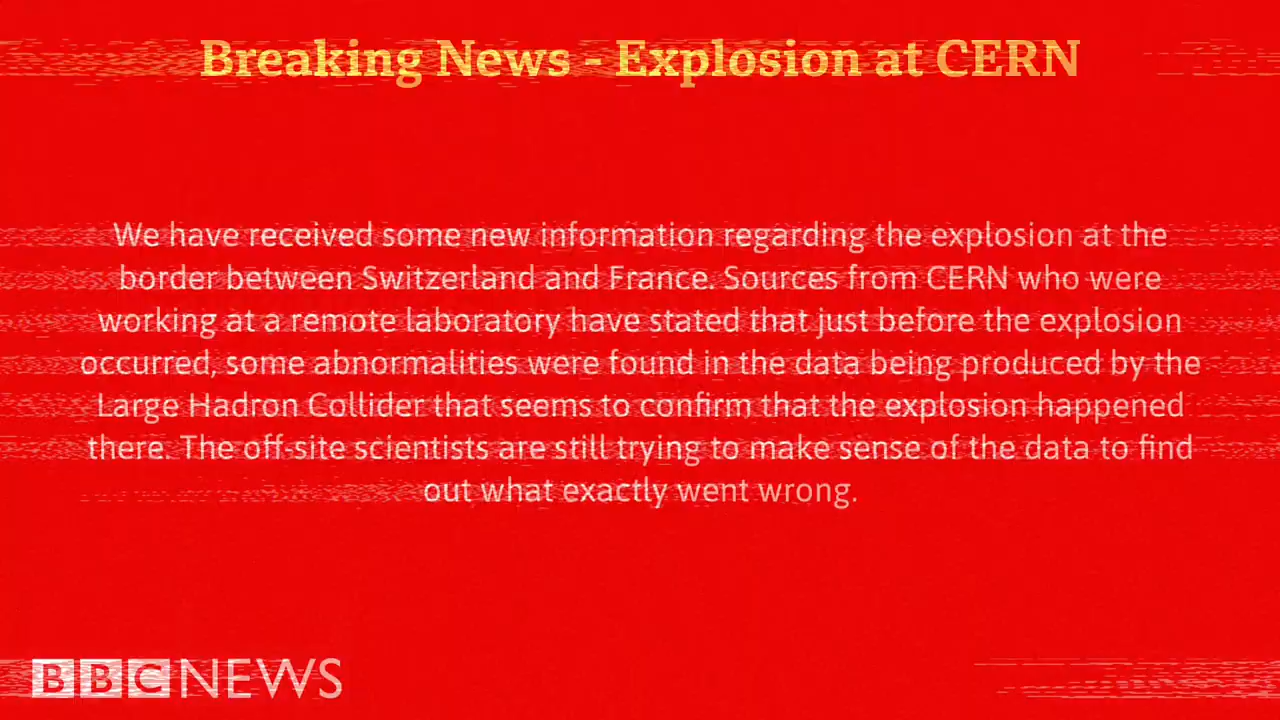 Breaking News - Explosion at CERN
We have received some new information regarding the explosion at the
border between Switzerland and France. Sources from CERN who were
working at a remote laboratory have stated that just before the explosion
occurred, some abnormalities were found in the data being produced by the
Large Hadron Collider that seems to confirm that the explosion happened
there. The off-site scientists are still trying to make sense of the data to find
out what exactly went wrong.
BBC NEWS